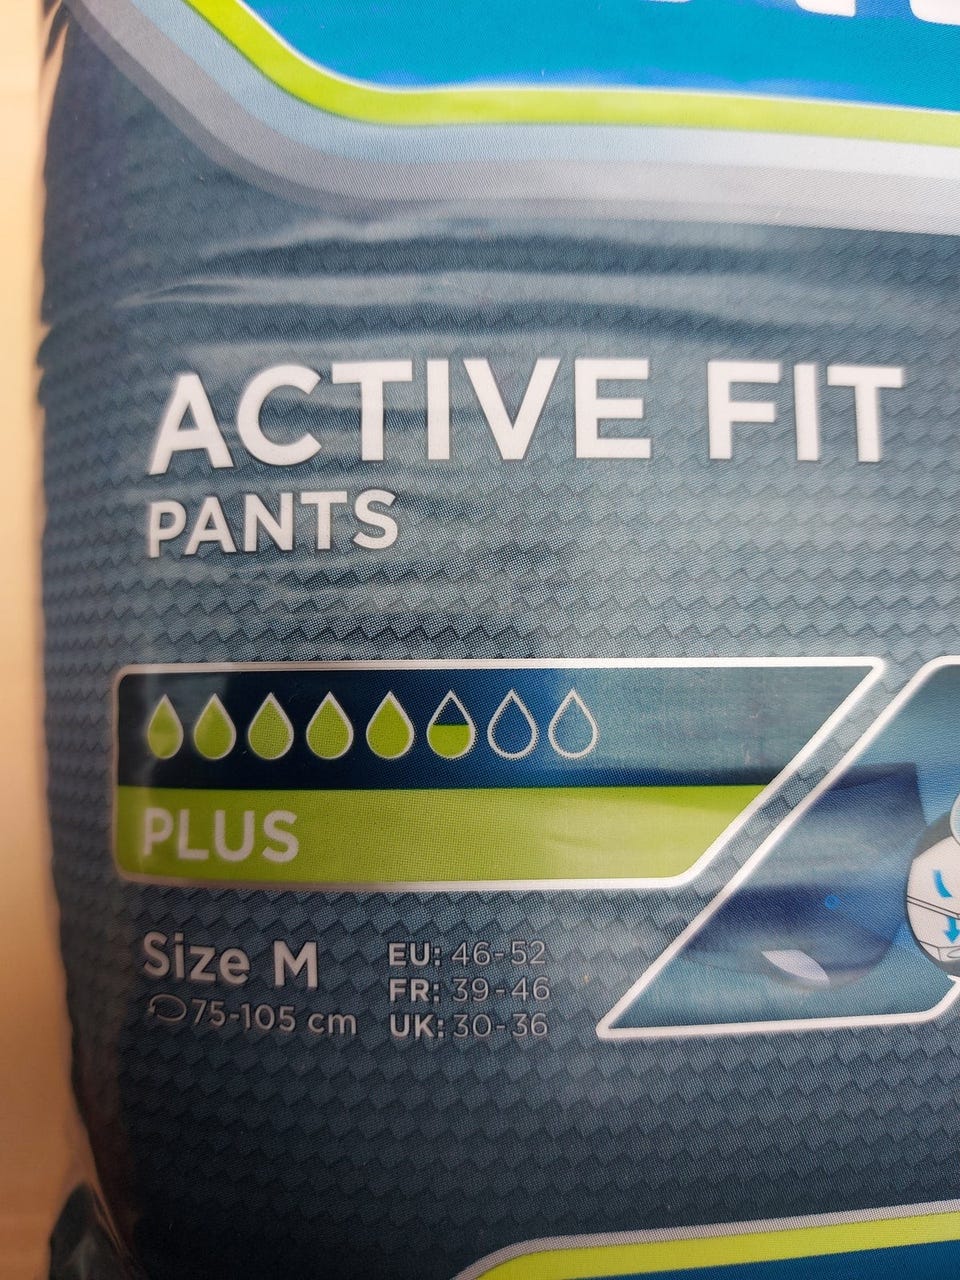 ACTIVE FIT
PANTS
PLUS
Size M
75-105 cm
EU: 46-52
FR: 39-46
UK: 30-36